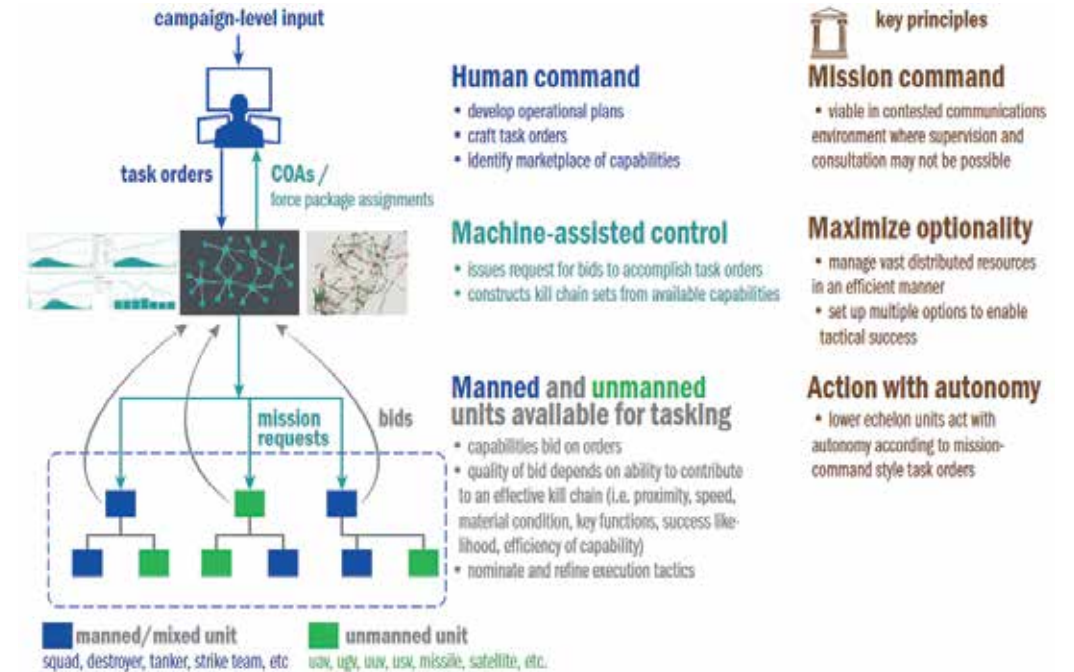 campaign-level input
task orders
COAs /
force package assignments
mission
requests
bids
manned/mixed unit
squad, destroyer, tanker, strike team, etc
unmanned unit
uav, ugv, uuv, usv, missile, satellite, etc.
Human command
• develop operational plans
• craft task orders
• identify marketplace of capabilities
Machine-assisted control
• issues request for bids to accomplish task orders
• constructs kill chain sets from available capabilities
Manned and unmanned
units available for tasking
• capabilities bid on orders
• quality of bid depends on ability to contribute
to an effective kill chain (i.e. proximity, speed,
material condition, key functions, success like-
lihood, efficiency of capability)
• nominate and refine execution tactics
key principles
Mission command
• viable in contested communications
environment where supervision and
consultation may not be possible
Maximize optionality
• manage vast distributed resources
in an efficient manner
• set up multiple options to enable
tactical success
Action with autonomy
• lower echelon units act with
autonomy according to mission-
command style task orders